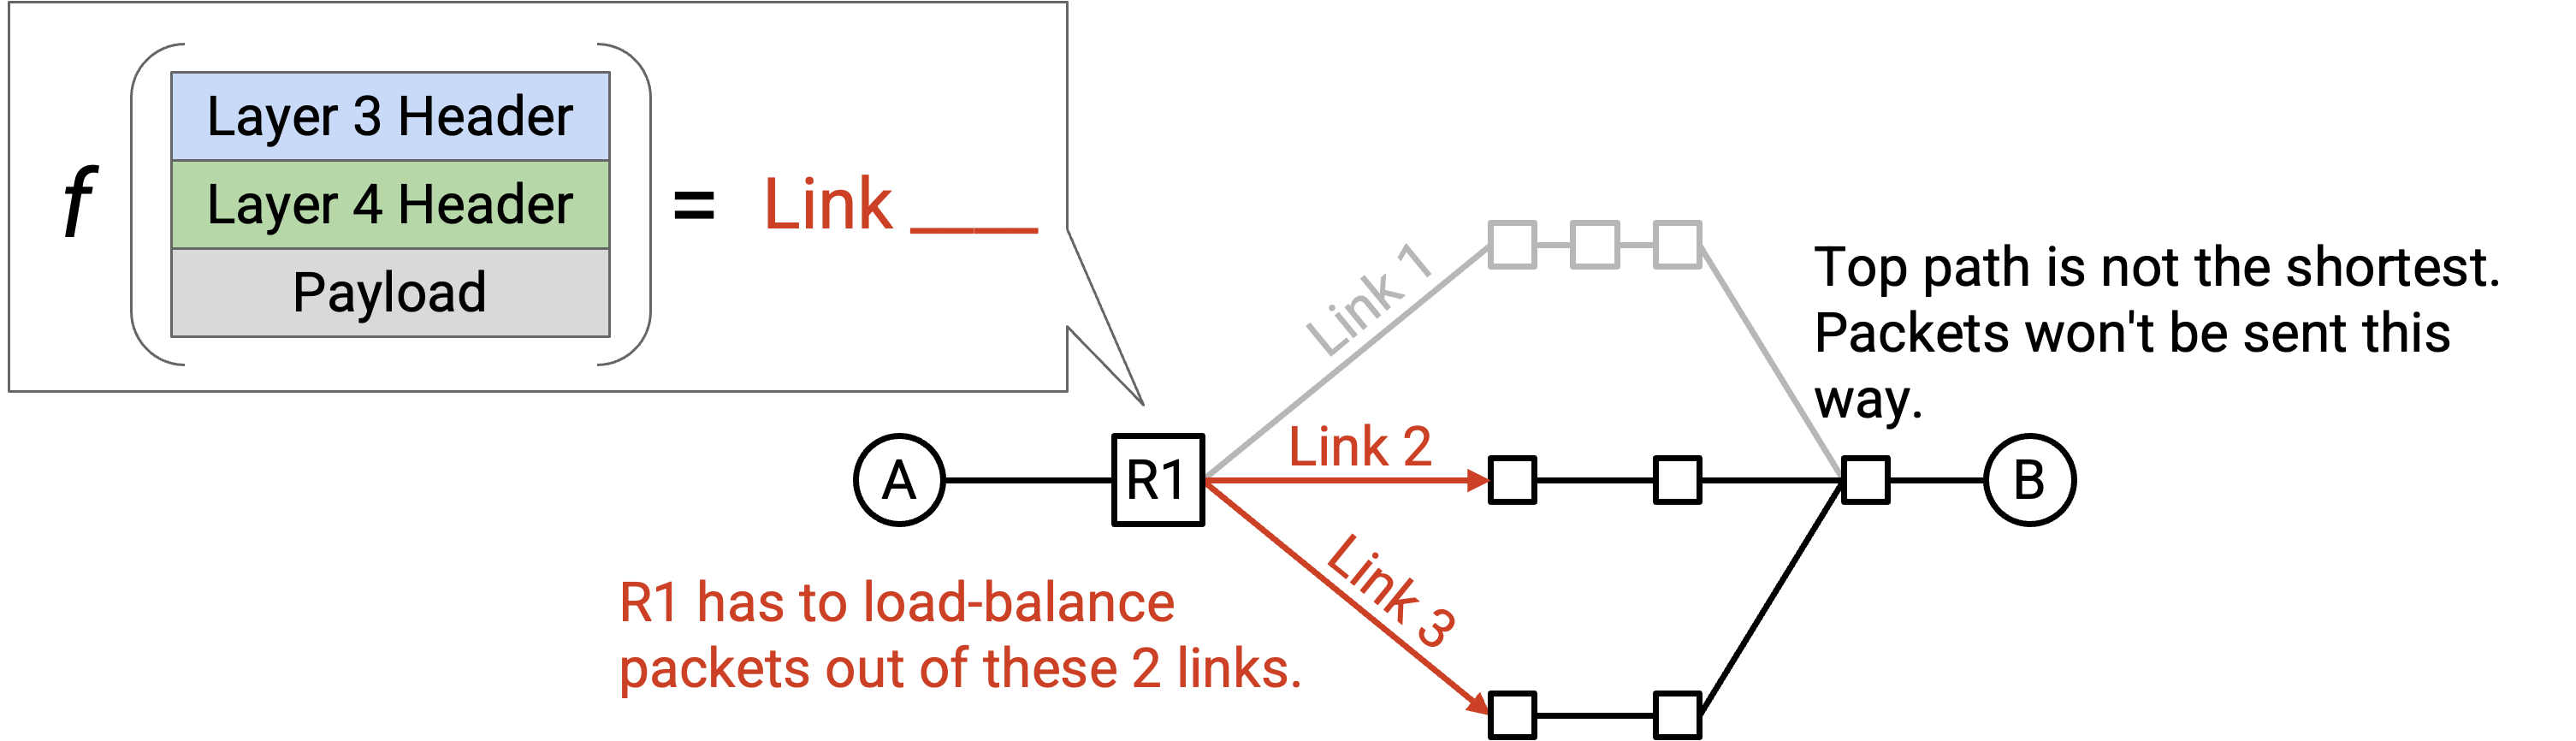 Layer 3 Header
f
Layer 4 Header
= Link ____
Payload
Link 1
Top path is not the shortest.
Packets won't be sent this
way.
Link 2
A
R1
B
Link 3
R1 has to load-balance
packets out of these 2 links.